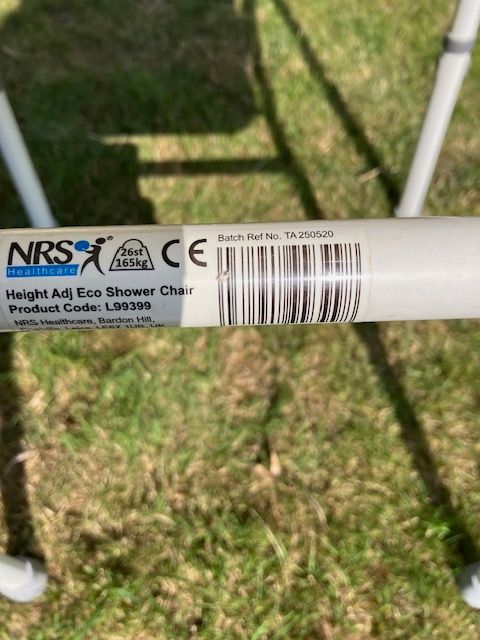 NRS
Healthcare
26st
165kg
CE
Height Adj Eco Shower Chair
Product Code: L99399
NRS Healthcare, Bardon Hill,
UK
Batch Ref No. TA 250520